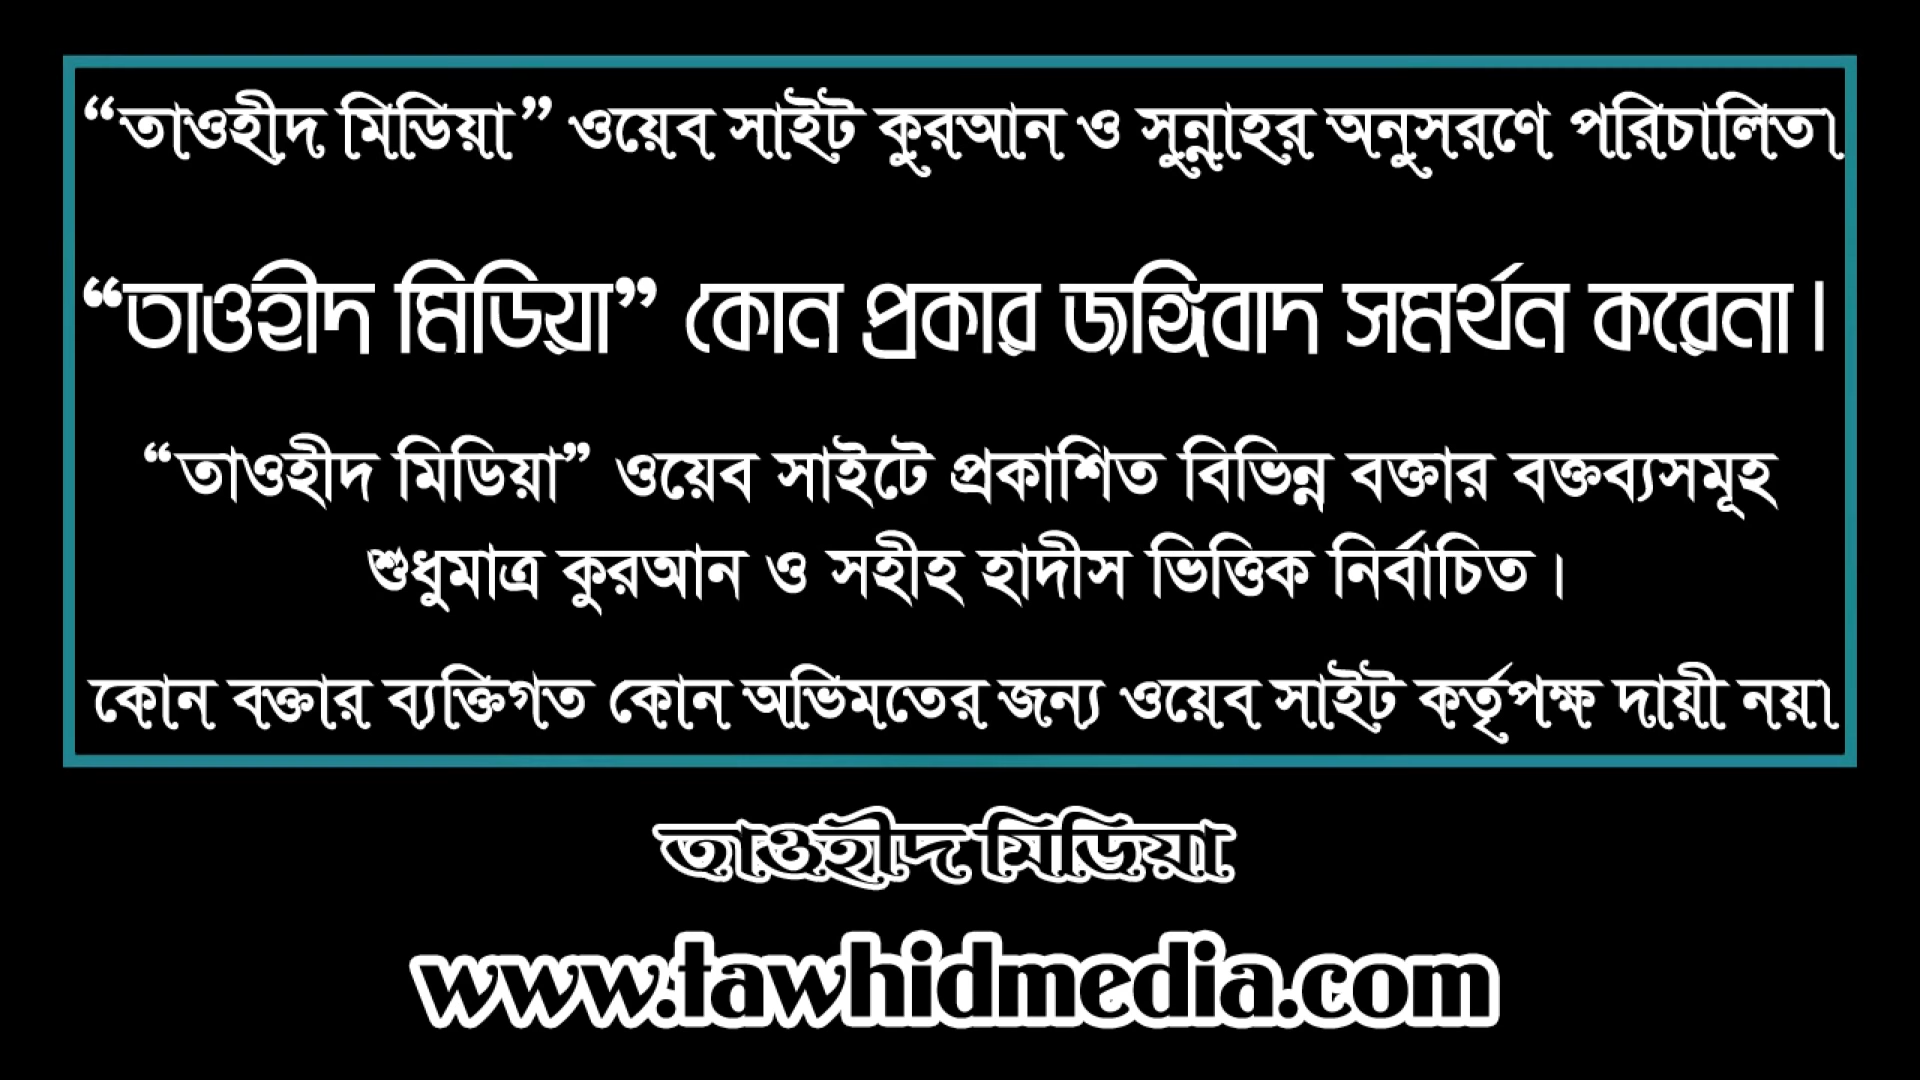 “তাওহীদ মিডিয়া” ওয়েব সাইট কুরআন ও সুন্নাহর অনুসরণে পরিচালিত।
“তাওহীদ মিডিয়া” কোন প্রকার জঙ্গিবাদ সমর্থন করেনা।
“তাওহীদ মিডিয়া” ওয়েব সাইটে প্রকাশিত বিভিন্ন বক্তার বক্তব্যসমূহ
শুধুমাত্র কুরআন ও সহীহ হাদীস ভিত্তিক নির্বাচিত।
কোন বক্তার ব্যক্তিগত কোন অভিমতের জন্য ওয়েব সাইট কর্তৃপক্ষ দায়ী নয়।
তাওহীদ মিডিয়া
www.tawhidmedia.com